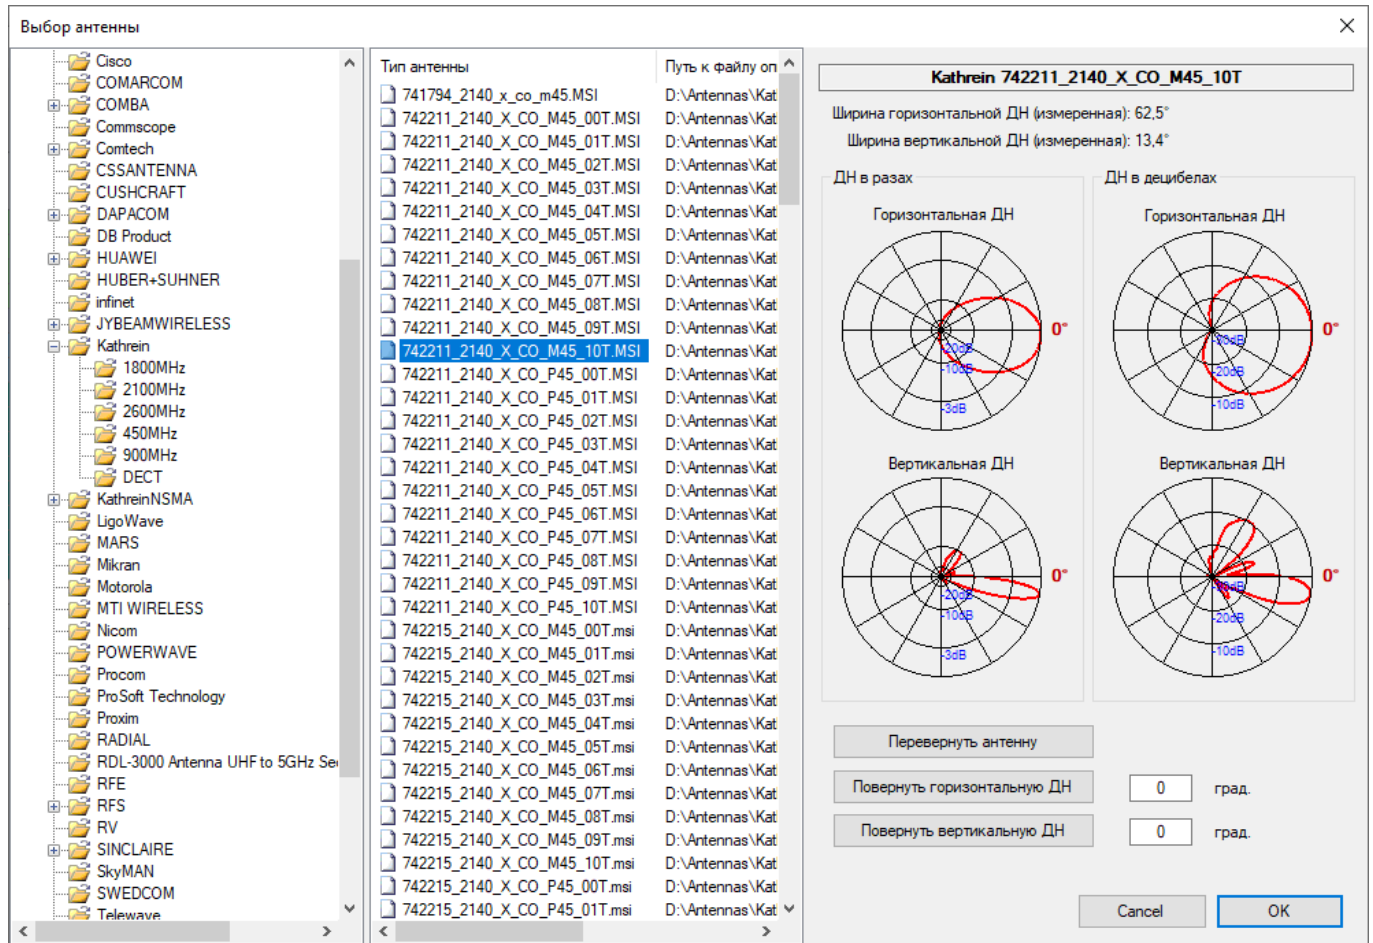 Выбор антенны
Cisco
COMARCOM
COMBA
Commscope
Comtech
CSSANTENNA
CUSHCRAFT
DAPACOM
DB Product
HUAWEI
HUBER+SUHNER
infinet
JYBEAMWIRELESS
Kathrein
1800MHz
2100MHz
2600MHz
450MHz
900MHz
DECT
KathreinNSMA
LigoWave
MARS
Mikran
Motorola
MTI WIRELESS
Nicom
POWERWAVE
Procom
ProSoft Technology
Proxim
RADIAL
RDL-3000 Antenna UHF to 5GHz Se
RFE
RFS
RV
SINCLAIRE
SkyMAN
SWEDCOM
Telewave
Тип антенны Путь к файлу оп
741794_2140_x_co_m45.MSI D:\Antennas\Kat
742211_2140_X_CO_M45_00T.MSI D:\Antennas\Kat
742211_2140_X_CO_M45_01T.MSI D:\Antennas\Kat
742211_2140_X_CO_M45_02T.MSI D:\Antennas\Kat
742211_2140_X_CO_M45_03T.MSI D:\Antennas\Kat
742211_2140_X_CO_M45_04T.MSI D:\Antennas\Kat
742211_2140_X_CO_M45_05T.MSI D:\Antennas\Kat
742211_2140_X_CO_M45_06T.MSI D:\Antennas\Kat
742211_2140_X_CO_M45_07T.MSI D:\Antennas\Kat
742211_2140_X_CO_M45_08T.MSI D:\Antennas\Kat
742211_2140_X_CO_M45_09T.MSI D:\Antennas\Kat
742211_2140_X_CO_M45_10T.MSI D:\Antennas\Kat
742211_2140_X_CO_P45_00T.MSI D:\Antennas\Kat
742211_2140_X_CO_P45_01T.MSI D:\Antennas\Kat
742211_2140_X_CO_P45_02T.MSI D:\Antennas\Kat
742211_2140_X_CO_P45_03T.MSI D:\Antennas\Kat
742211_2140_X_CO_P45_04T.MSI D:\Antennas\Kat
742211_2140_X_CO_P45_05T.MSI D:\Antennas\Kat
742211_2140_X_CO_P45_06T.MSI D:\Antennas\Kat
742211_2140_X_CO_P45_07T.MSI D:\Antennas\Kat
742211_2140_X_CO_P45_08T.MSI D:\Antennas\Kat
742211_2140_X_CO_P45_09T.MSI D:\Antennas\Kat
742211_2140_X_CO_P45_10T.MSI D:\Antennas\Kat
742215_2140_X_CO_M45_00T.msi D:\Antennas\Kat
742215_2140_X_CO_M45_01T.msi D:\Antennas\Kat
742215_2140_X_CO_M45_02T.msi D:\Antennas\Kat
742215_2140_X_CO_M45_03T.msi D:\Antennas\Kat
742215_2140_X_CO_M45_04T.msi D:\Antennas\Kat
742215_2140_X_CO_M45_05T.msi D:\Antennas\Kat
742215_2140_X_CO_M45_06T.msi D:\Antennas\Kat
742215_2140_X_CO_M45_07T.msi D:\Antennas\Kat
742215_2140_X_CO_M45_08T.msi D:\Antennas\Kat
742215_2140_X_CO_M45_09T.msi D:\Antennas\Kat
742215_2140_X_CO_M45_10T.msi D:\Antennas\Kat
742215_2140_X_CO_P45_00T.msi D:\Antennas\Kat
742215_2140_X_CO_P45_01T.msi D:\Antennas\Kat
Kathrein 742211_2140_X_CO_M45_10T
Ширина горизонтальной ДН (измеренная): 62,5°
Ширина вертикальной ДН (измеренная): 13,4°
ДН в разах
Горизонтальная ДН
0°
-20dB
-10dB
-3dB
Вертикальная ДН
0°
-20dB
-10dB
-3dB
ДН в децибелах
Горизонтальная ДН
0°
-30dB
-20dB
-10dB
Вертикальная ДН
0°
-30dB
-20dB
-10dB
Перевернуть антенну
Повернуть горизонтальную ДН 0 град.
Повернуть вертикальную ДН 0 град.
Cancel OK